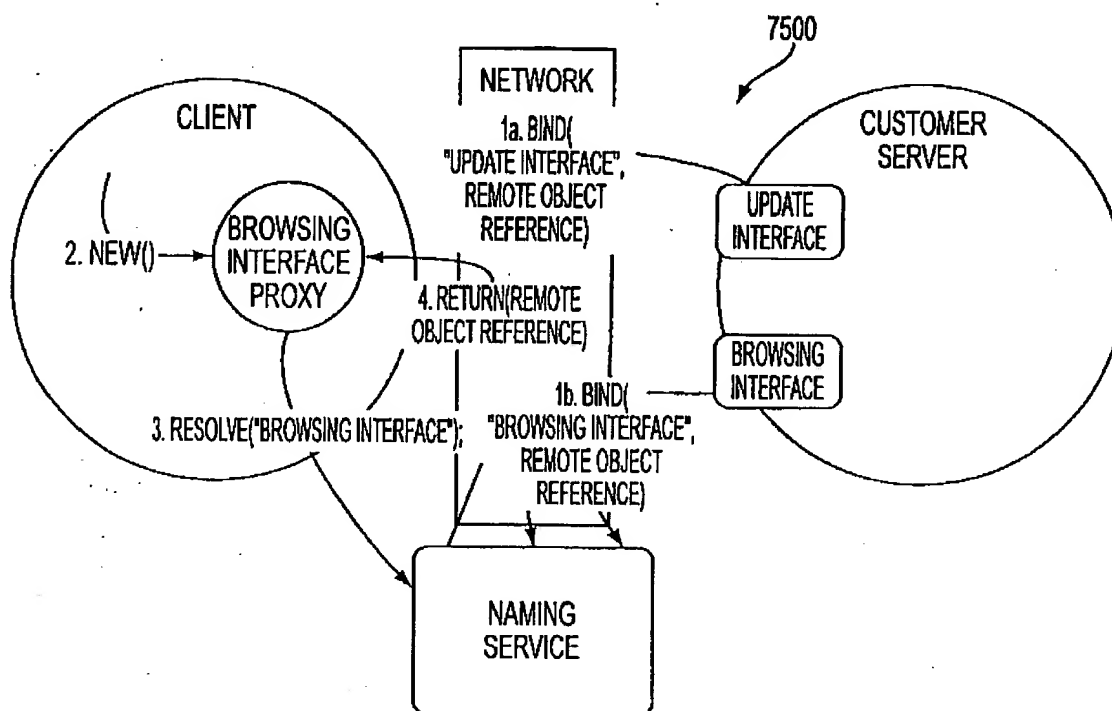 7500
NETWORK
CLIENT
CUSTOMER
SERVER
1a. BIND(
"UPDATE INTERFACE",
REMOTE OBJECT
REFERENCE)
UPDATE
INTERFACE
2. NEW()
BROWSING
INTERFACE
PROXY
4. RETURN(REMOTE
OBJECT REFERENCE)
BROWSING
INTERFACE
1b. BIND(
"BROWSING INTERFACE",
REMOTE OBJECT
REFERENCE)
3. RESOLVE("BROWSING INTERFACE");
NAMING
SERVICE